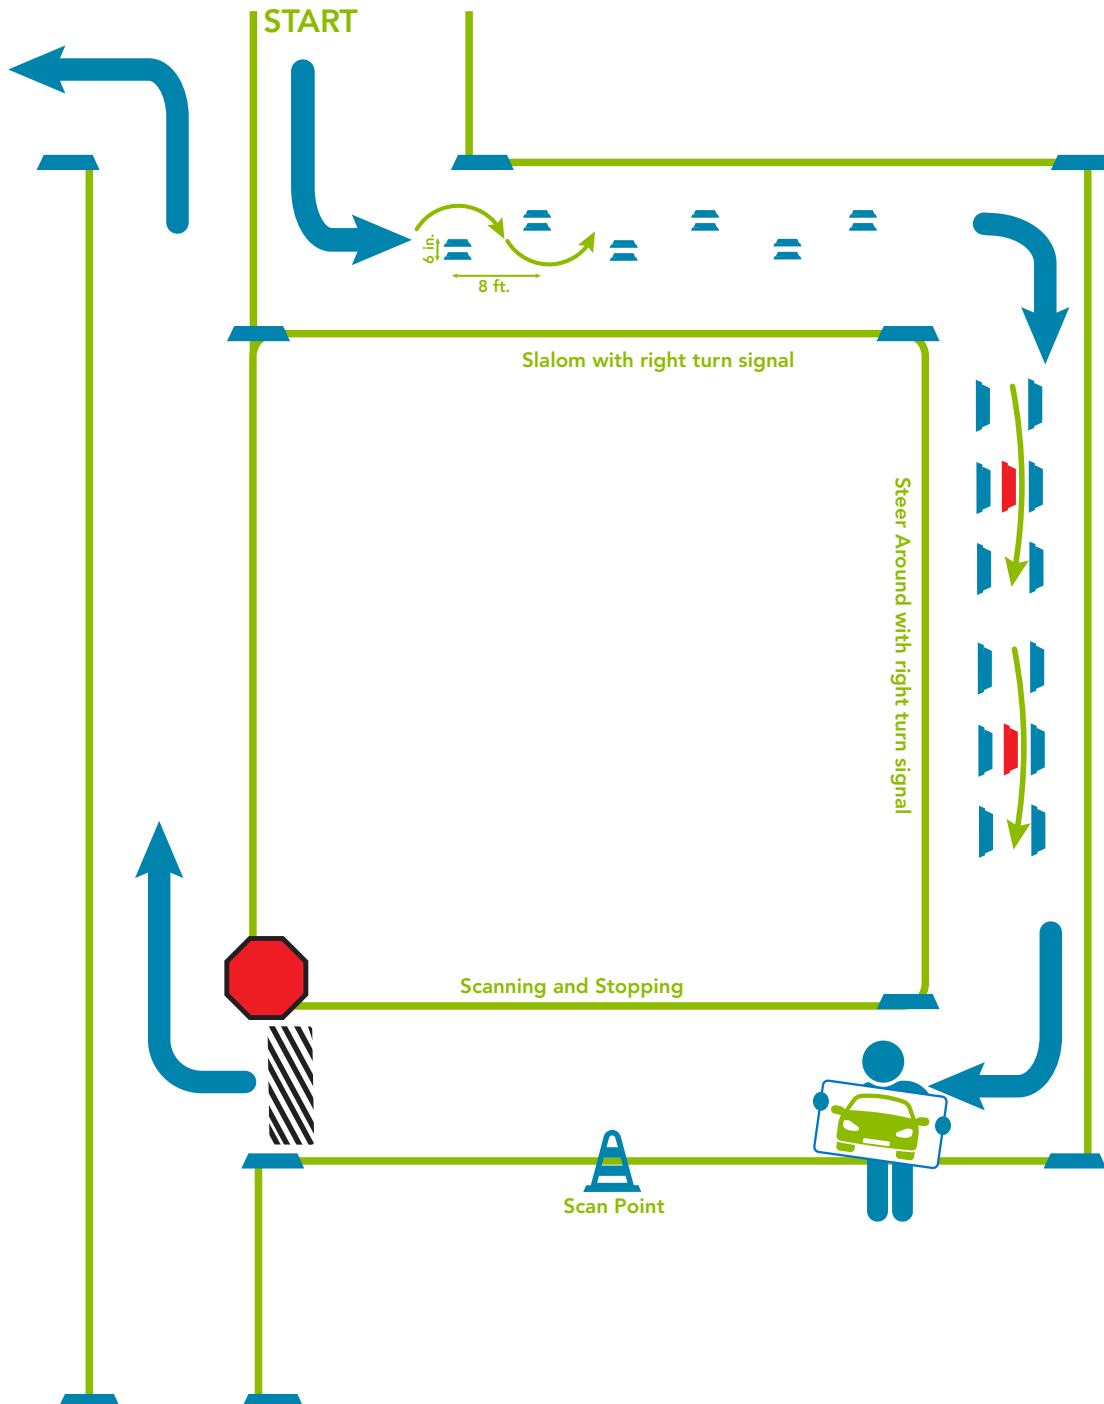 START
6 in.
8 ft.
Slalom with right turn signal
Steer Around with right turn signal
Scanning and Stopping
Scan Point